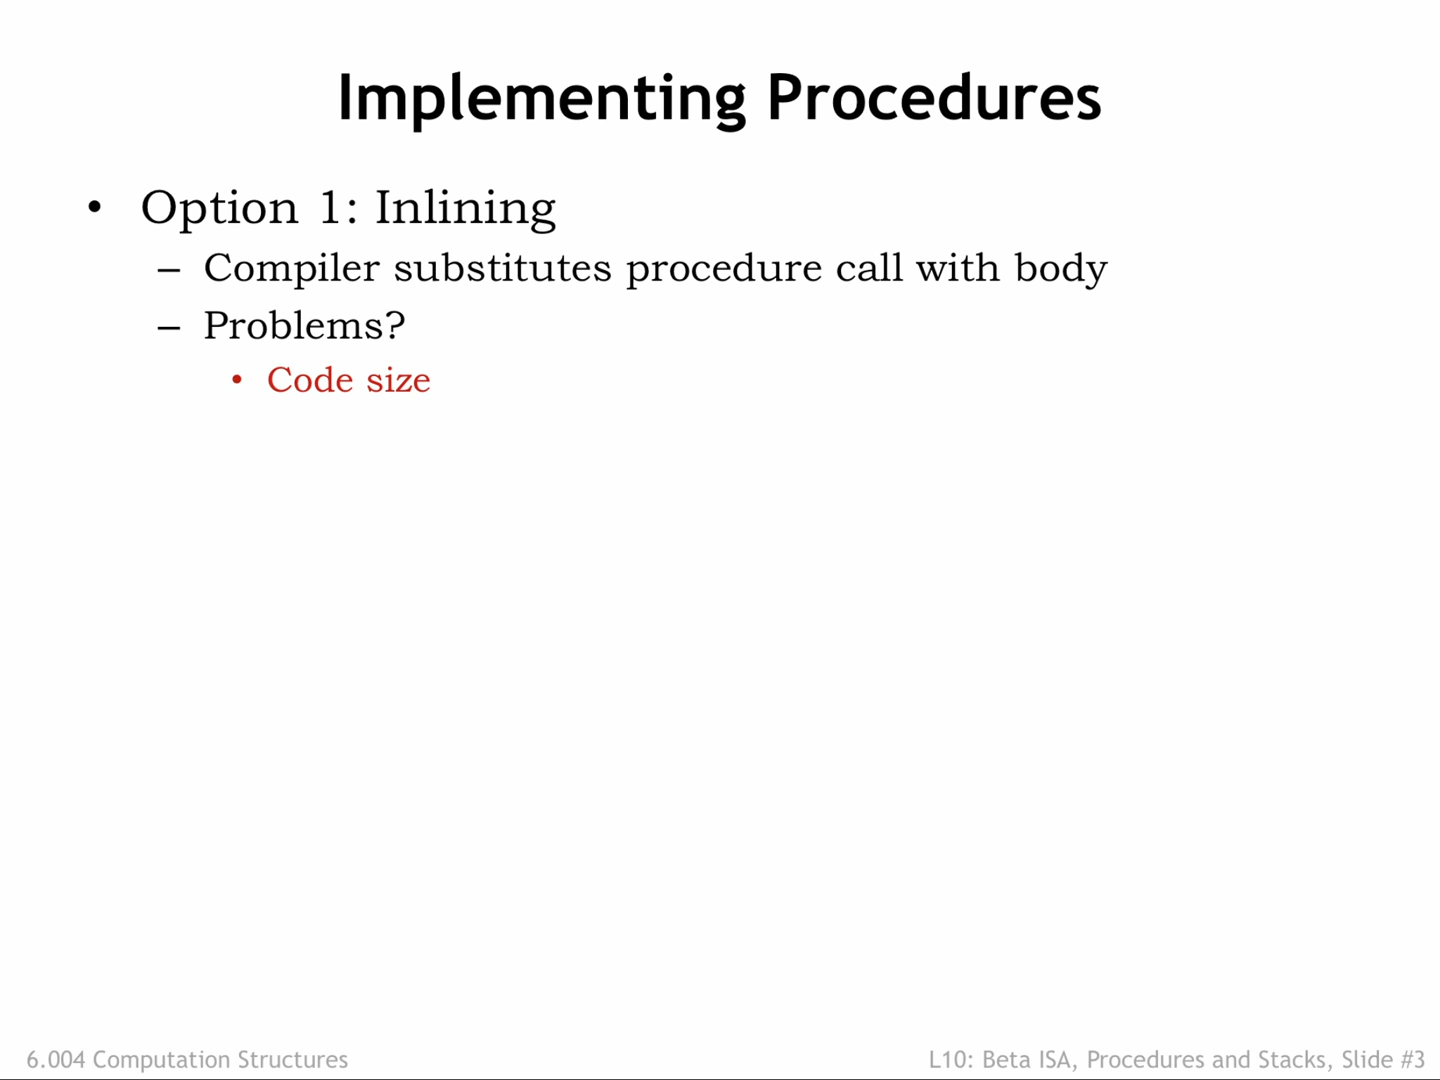 Implementing Procedures
• Option 1: Inlining
– Compiler substitutes procedure call with body
– Problems?
• Code size
6.004 Computation Structures
L10: Beta ISA, Procedures and Stacks, Slide #3